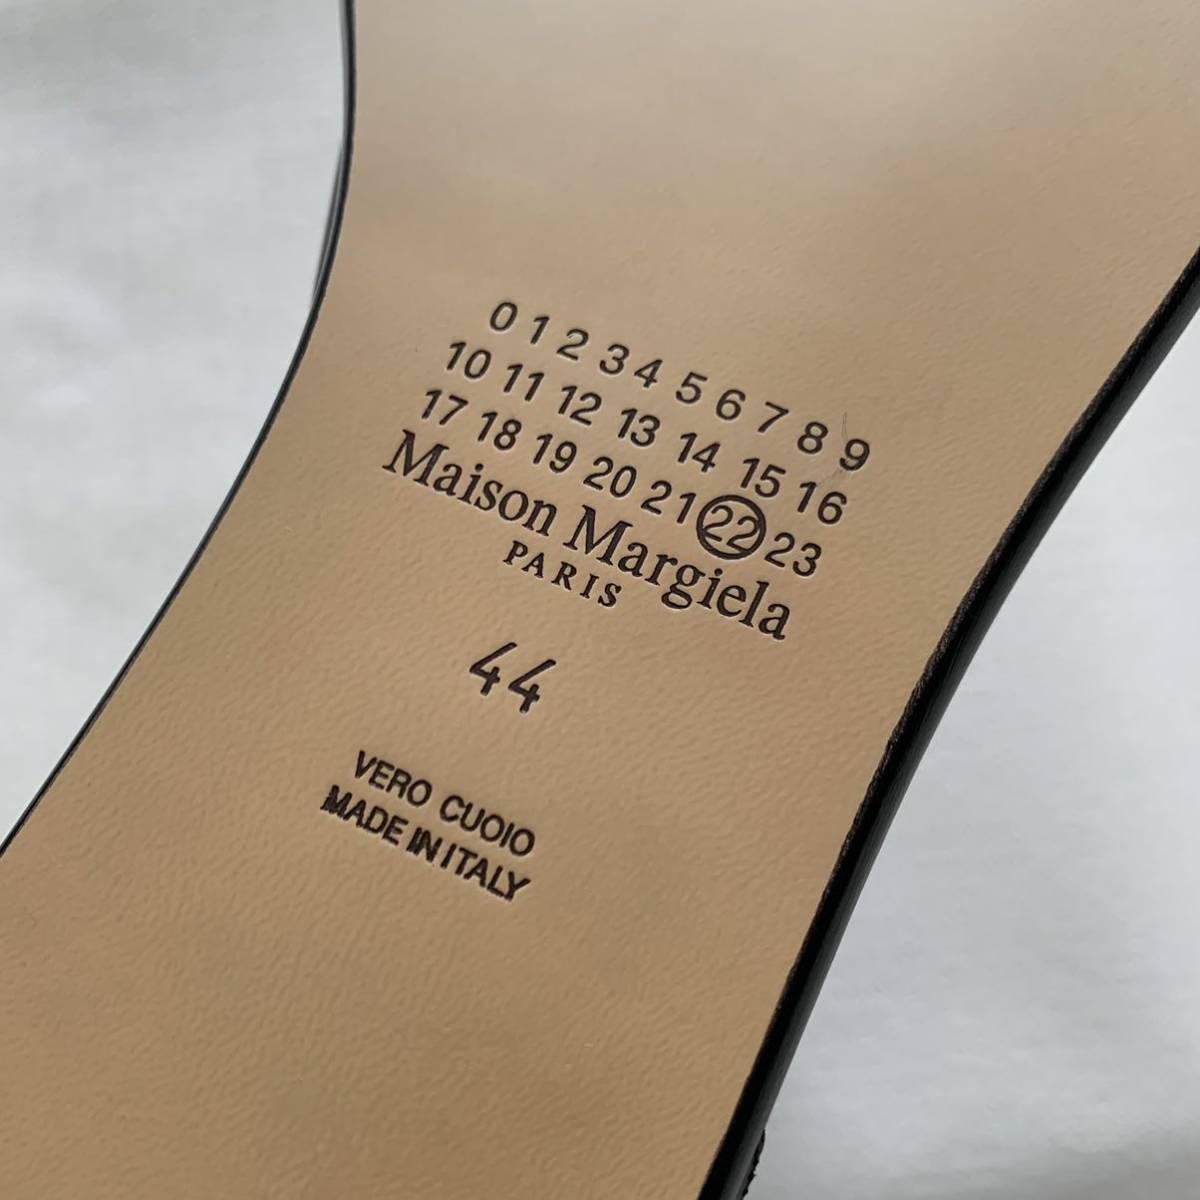 0 1 2 3 4 5 6 7 8 9
10 11 12 13 14 15 16
17 18 19 20 21 22 23
Maison Margiela
PARIS
44
VERO CUOIO
MADE IN ITALY